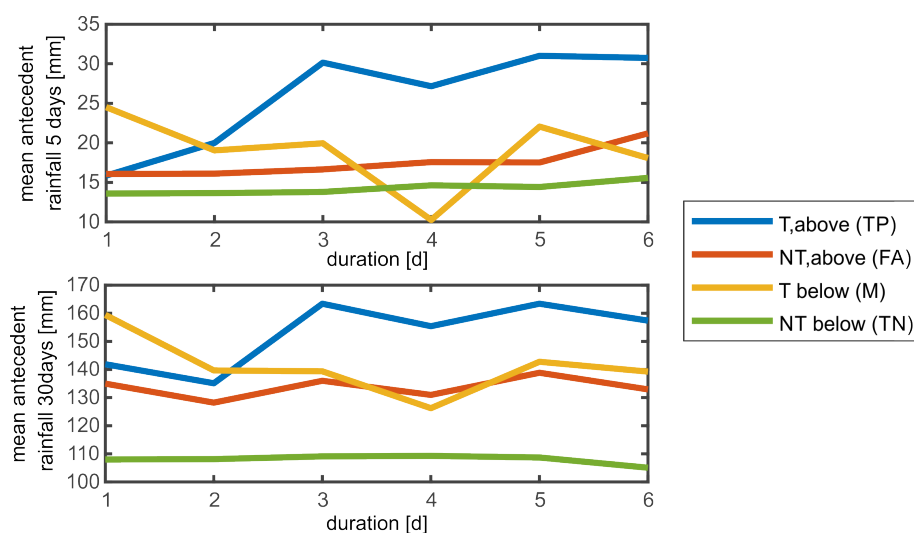 mean antecedent
rainfall 5 days [mm]
35
30
25
20
15
10
1 2 3 4 5 6
duration [d]
mean antecedent
rainfall 30days [mm]
170
160
150
140
130
120
110
100
1 2 3 4 5 6
duration [d]
T,above (TP)
NT,above (FA)
T below (M)
NT below (TN)